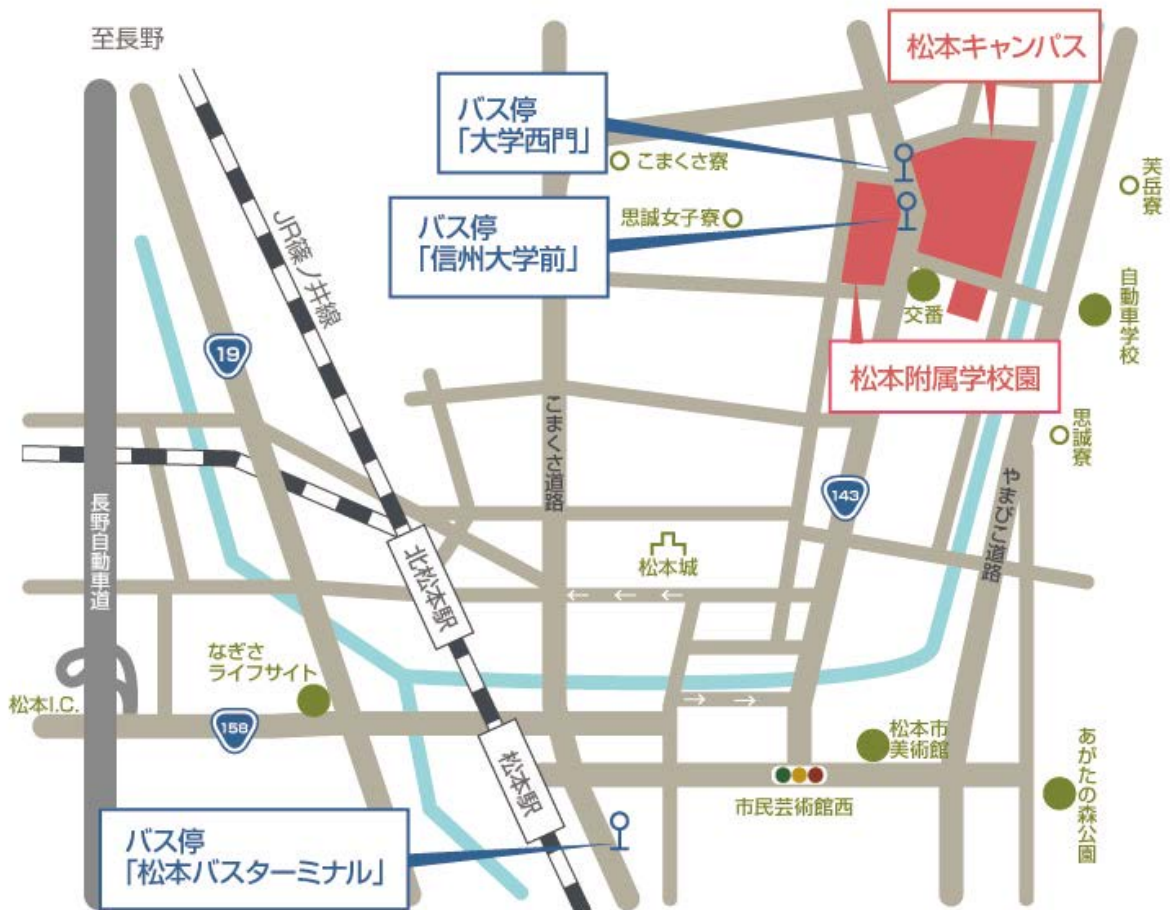 至長野
松本キャンパス
バス停
「大学西門」
こまくさ寮
思誠女子寮
バス停
「信州大学前」
芙岳寮
自動車学校
交番
松本附属学校園
JR篠ノ井線
19
こまくさ道路
思誠寮
143
やまびこ道路
長野自動車道
北松本駅
松本城
← ← ←
なぎさ
ライフサイト
松本I.C.
158
→ →
松本駅
松本市
美術館
市民芸術館西
あがたの森公園
バス停
「松本バスターミナル」